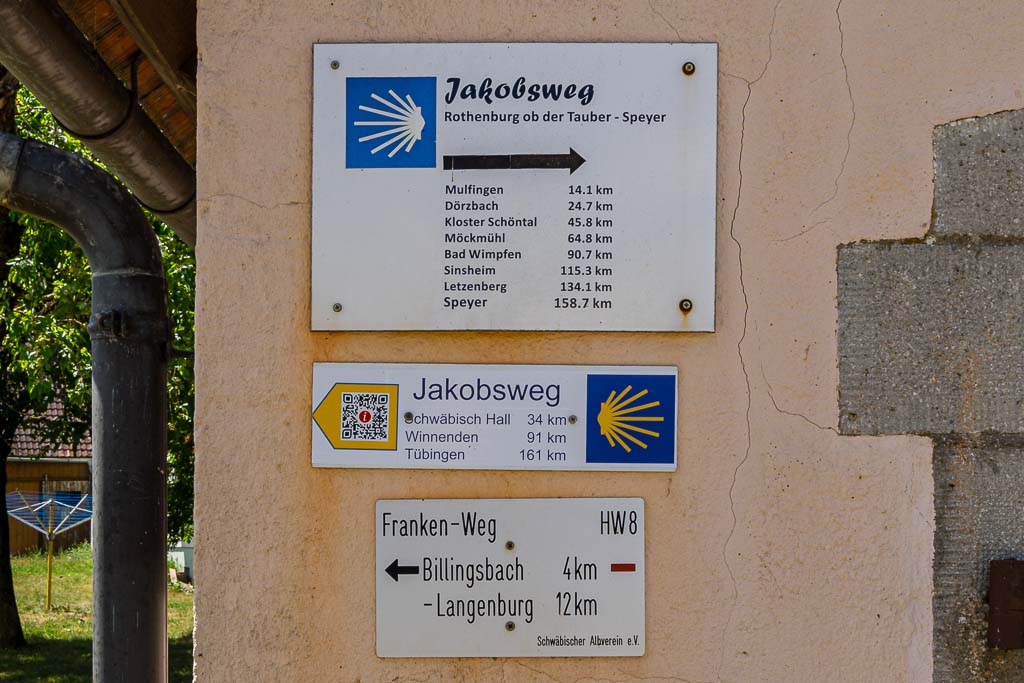 Jakobsweg
Rothenburg ob der Tauber - Speyer
Mulfingen 14.1 km
Dörzbach 24.7 km
Kloster Schöntal 45.8 km
Möckmühl 64.8 km
Bad Wimpfen 90.7 km
Sinsheim 115.3 km
Letzenberg 134.1 km
Speyer 158.7 km
Jakobsweg
Schwäbisch Hall 34 km
Winnenden 91 km
Tübingen 161 km
i
Franken-Weg HW8
Billingsbach 4km
-Langenburg 12km
Schwäbischer Albverein e.V.